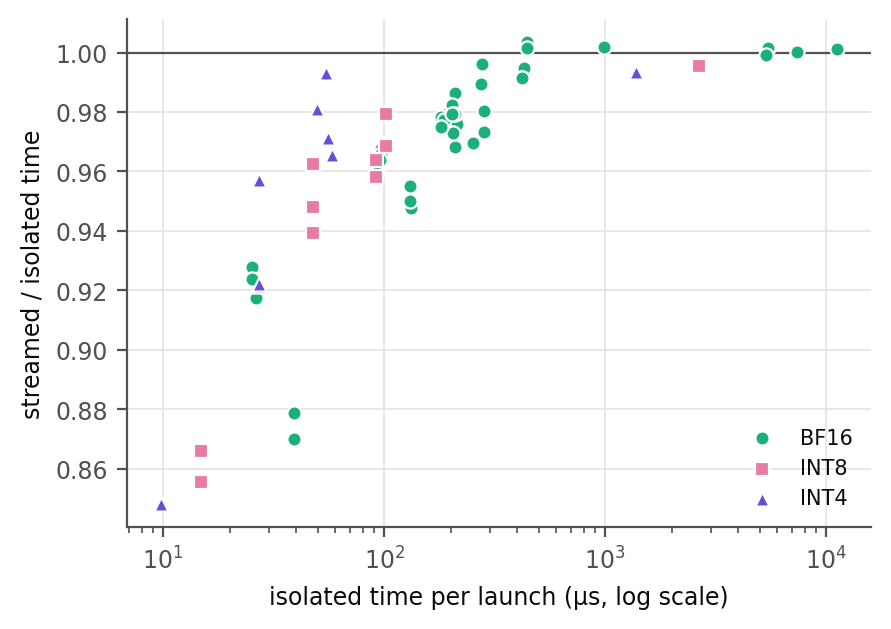 1.00
0.98
0.96
0.94
0.92
0.90
0.88
0.86
streamed / isolated time
BF16
INT8
INT4
10¹ 10² 10³ 10⁴
isolated time per launch (µs, log scale)